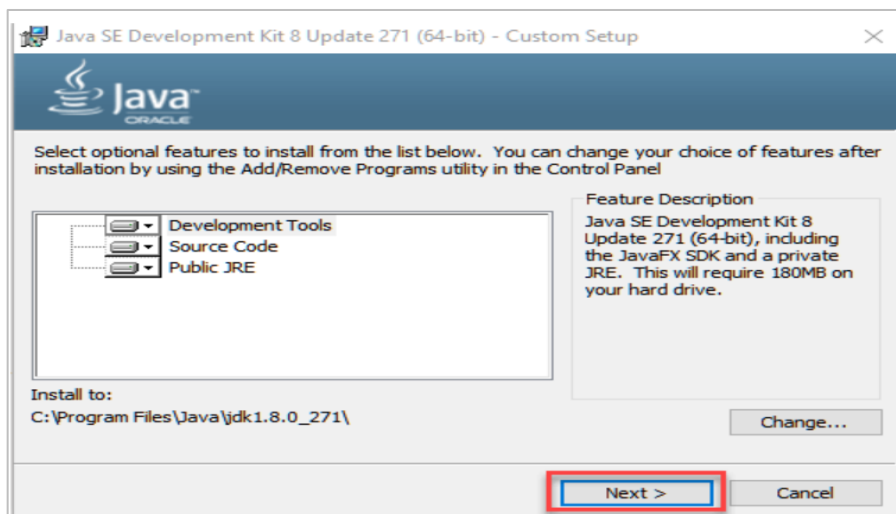 Java SE Development Kit 8 Update 271 (64-bit) - Custom Setup
Java™
ORACLE
Select optional features to install from the list below. You can change your choice of features after
installation by using the Add/Remove Programs utility in the Control Panel
Development Tools
Source Code
Public JRE
Feature Description
Java SE Development Kit 8
Update 271 (64-bit), including
the JavaFX SDK and a private
JRE. This will require 180MB on
your hard drive.
Install to:
C:\Program Files\Java\jdk1.8.0_271\
Change...
Next >
Cancel